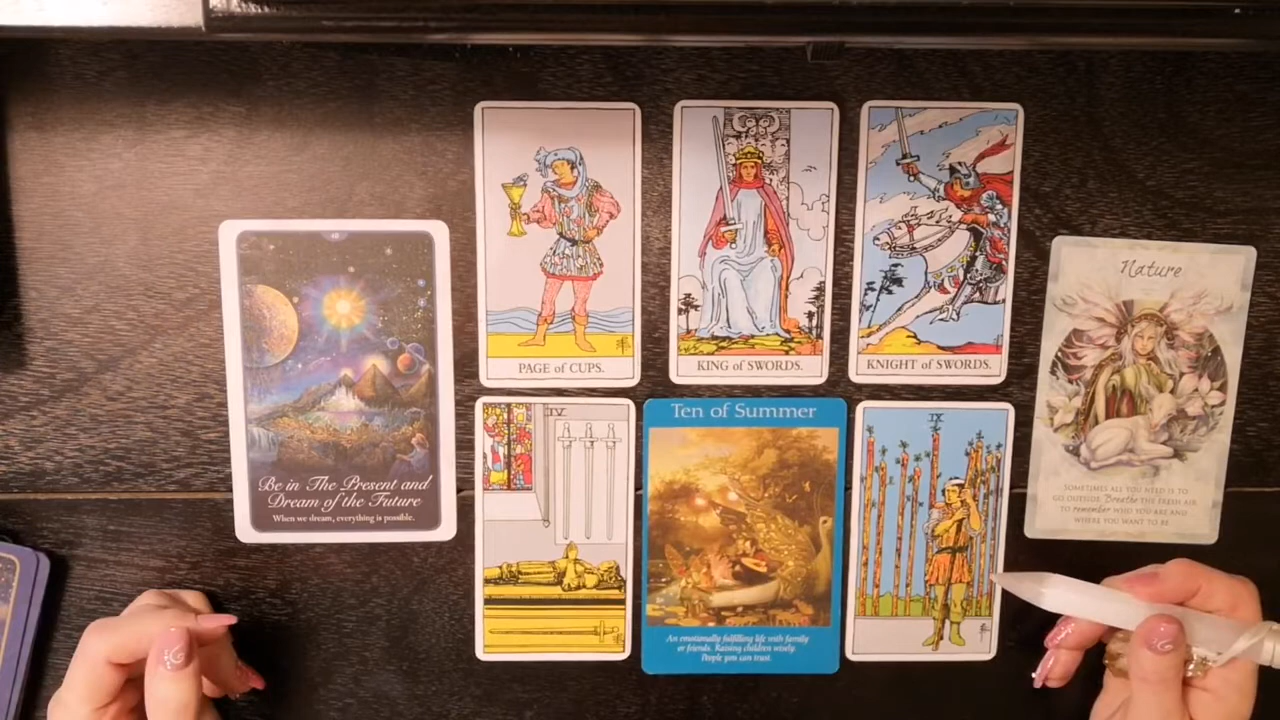 Be in The Present and
Dream of the Future
When we dream, everything is possible.
PAGE of CUPS.
KING of SWORDS.
KNIGHT of SWORDS.
IV
Ten of Summer
An emotionally fulfilling life with family
or friends. Raising children wisely.
People you can trust.
IX
Nature
SOMETIMES ALL YOU NEED IS TO
GO OUTSIDE, Breathe THE FRESH AIR
TO remember WHO YOU ARE AND
WHERE YOU WANT TO BE